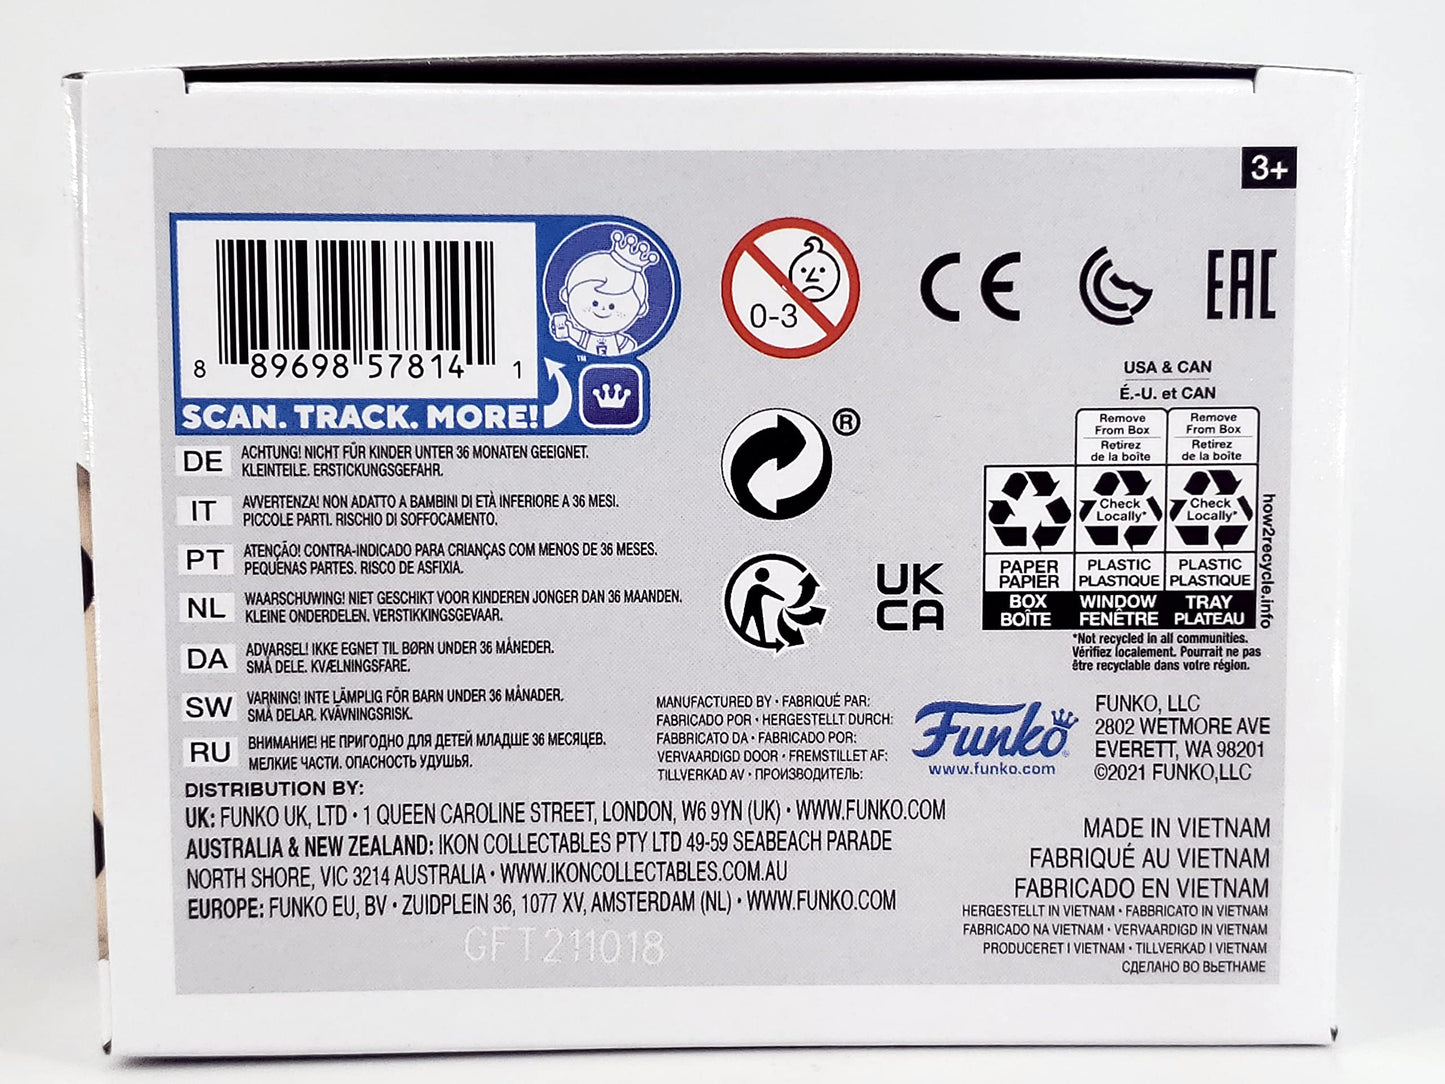 3+
8 89698 57814 1
TM
SCAN. TRACK. MORE!
0-3
CE
EAC
®
UK
CA
USA & CAN
É.-U. et CAN
Remove
From Box
Retirez
de la boîte
Remove
From Box
Retirez
de la boîte
Check
Locally*
Check
Locally*
PAPER
PAPIER
PLASTIC
PLASTIQUE
PLASTIC
PLASTIQUE
BOX
BOÎTE
WINDOW
FENÊTRE
TRAY
PLATEAU
how2recycle.info
*Not recycled in all communities.
Vérifiez localement. Pourrait ne pas
être recyclable dans votre région.
DE ACHTUNG! NICHT FÜR KINDER UNTER 36 MONATEN GEEIGNET.
KLEINTEILE. ERSTICKUNGSGEFAHR.
IT AVVERTENZA! NON ADATTO A BAMBINI DI ETÀ INFERIORE A 36 MESI.
PICCOLE PARTI. RISCHIO DI SOFFOCAMENTO.
PT ATENÇÃO! CONTRA-INDICADO PARA CRIANÇAS COM MENOS DE 36 MESES.
PEQUENAS PARTES. RISCO DE ASFIXIA.
NL WAARSCHUWING! NIET GESCHIKT VOOR KINDEREN JONGER DAN 36 MAANDEN.
KLEINE ONDERDELEN. VERSTIKKINGSGEVAAR.
DA ADVARSEL! IKKE EGNET TIL BØRN UNDER 36 MÅNEDER.
SMÅ DELE. KVÆLNINGSFARE.
SW VARNING! INTE LÄMPLIG FÖR BARN UNDER 36 MÅNADER.
SMÅ DELAR. KVÄVNINGSRISK.
RU ВНИМАНИЕ! НЕ ПРИГОДНО ДЛЯ ДЕТЕЙ МЛАДШЕ 36 МЕСЯЦЕВ.
МЕЛКИЕ ЧАСТИ. ОПАСНОСТЬ УДУШЬЯ.
MANUFACTURED BY • FABRIQUÉ PAR:
FABRICADO POR • HERGESTELLT DURCH:
FABBRICATO DA • FABRICADO POR:
VERVAARDIGD DOOR • FREMSTILLET AF:
TILLVERKAD AV • ПРОИЗВОДИТЕЛЬ:
Funko®
www.funko.com
FUNKO, LLC
2802 WETMORE AVE
EVERETT, WA 98201
©2021 FUNKO,LLC
DISTRIBUTION BY:
UK: FUNKO UK, LTD • 1 QUEEN CAROLINE STREET, LONDON, W6 9YN (UK) • WWW.FUNKO.COM
AUSTRALIA & NEW ZEALAND: IKON COLLECTABLES PTY LTD 49-59 SEABEACH PARADE
NORTH SHORE, VIC 3214 AUSTRALIA • WWW.IKONCOLLECTABLES.COM.AU
EUROPE: FUNKO EU, BV • ZUIDPLEIN 36, 1077 XV, AMSTERDAM (NL) • WWW.FUNKO.COM
GFT211018
MADE IN VIETNAM
FABRIQUÉ AU VIETNAM
FABRICADO EN VIETNAM
HERGESTELLT IN VIETNAM • FABBRICATO IN VIETNAM
FABRICADO NA VIETNAM • VERVAARDIGD IN VIETNAM
PRODUCERET I VIETNAM • TILLVERKAD I VIETNAM
СДЕЛАНО ВО ВЬЕТНАМЕ